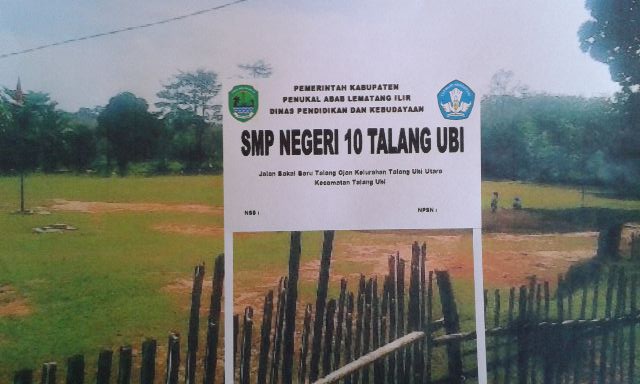 PEMERINTAH KABUPATEN
PENUKAL ABAB LEMATANG ILIR
DINAS PENDIDIKAN DAN KEBUDAYAAN
SMP NEGERI 10 TALANG UBI
Jalan Bakal Baru Talang Ojan Kelurahan Talang Ubi Utara
Kecamatan Talang Ubi
NSS :
NPSN :